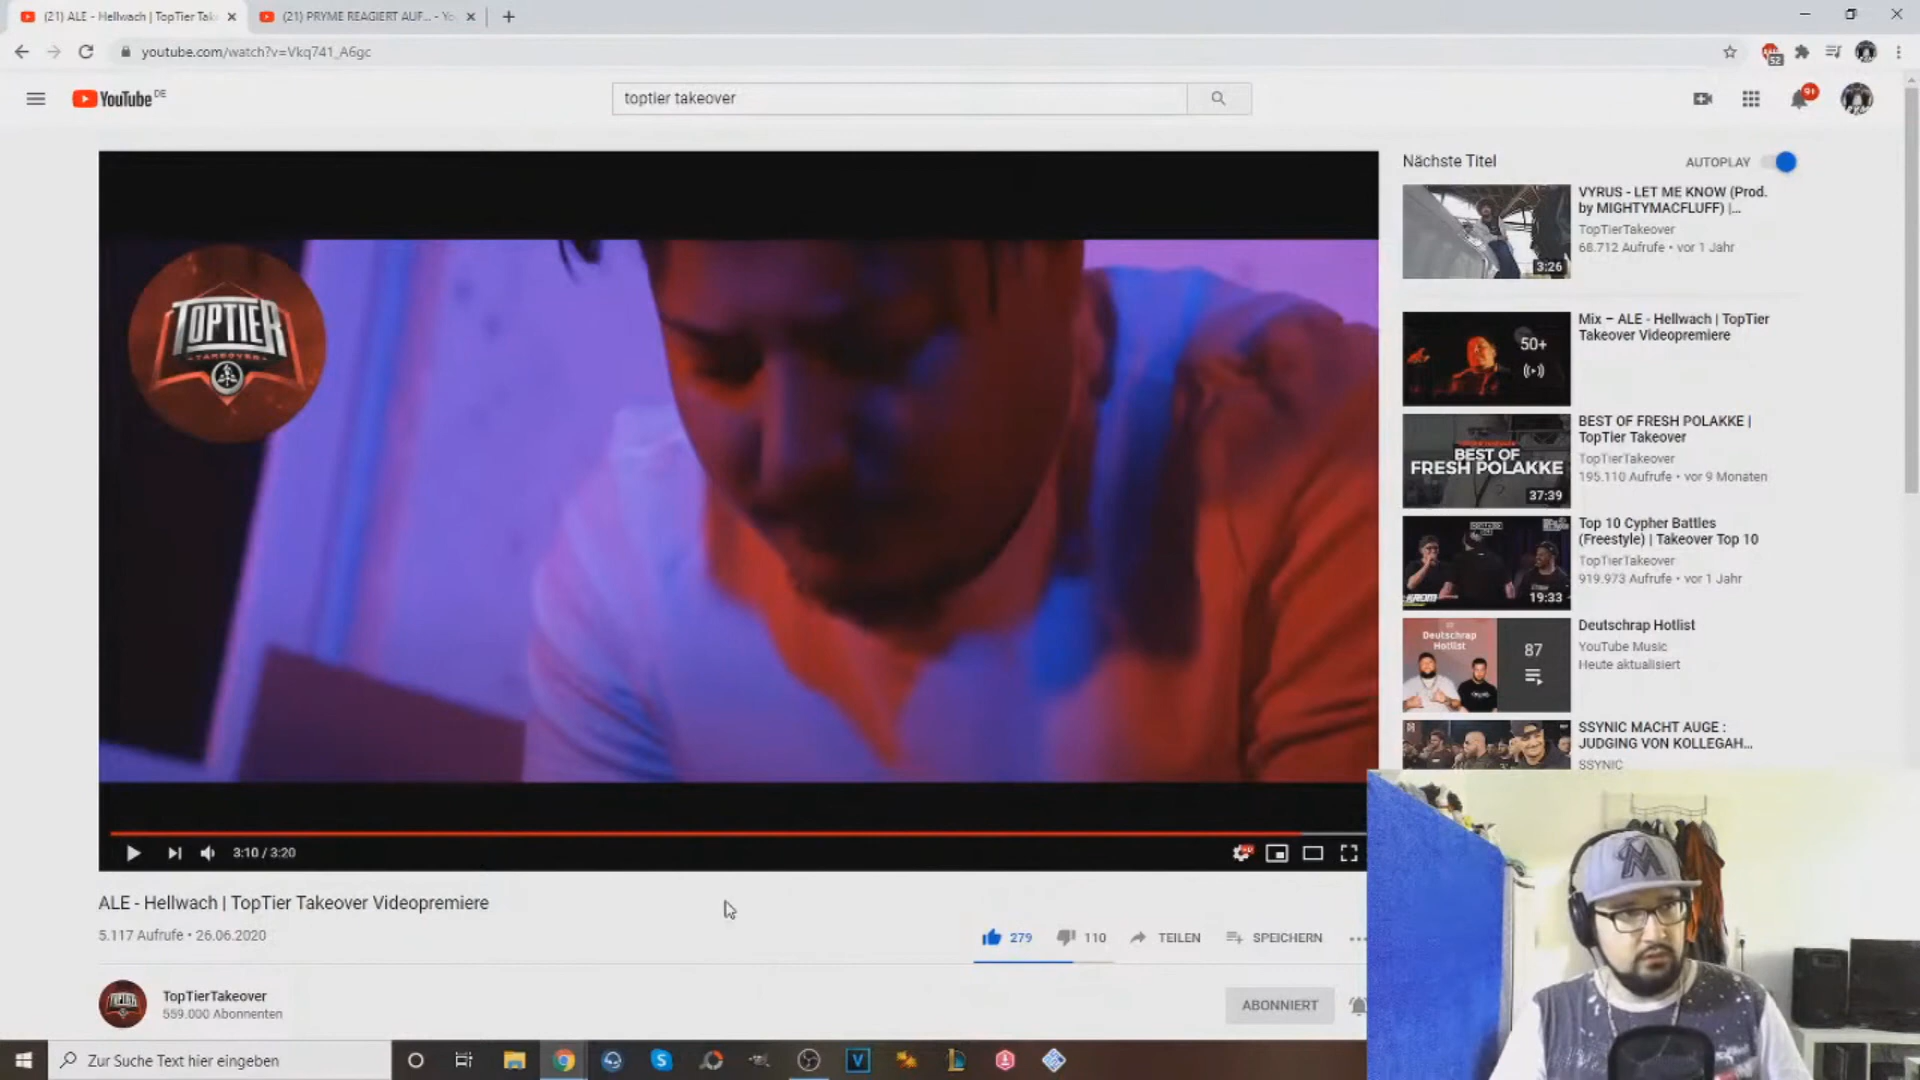 (21) ALE - Hellwach | TopTier Tak
(21) PRYME REAGIERT AUF... - Yo
youtube.com/watch?v=Vkq741_A6gc
52
YouTube DE
toptier takeover
9+
Nächste Titel
AUTOPLAY
VYRUS - LET ME KNOW (Prod.
by MIGHTYMACFLUFF) |...
TopTierTakeover
68.712 Aufrufe • vor 1 Jahr
3:26
TOPTIER
TAKEOVER
Mix – ALE - Hellwach | TopTier
Takeover Videopremiere
50+
BEST OF FRESH POLAKKE |
TopTier Takeover
TopTierTakeover
195.110 Aufrufe • vor 9 Monaten
BEST OF
FRESH POLAKKE
37:39
Top 10 Cypher Battles
(Freestyle) | Takeover Top 10
TopTierTakeover
919.973 Aufrufe • vor 1 Jahr
19:33
Deutschrap
Hotlist
87
Deutschrap Hotlist
YouTube Music
Heute aktualisiert
SSYNIC MACHT AUGE :
JUDGING VON KOLLEGAH...
SSYNIC
3:10 / 3:20
ALE - Hellwach | TopTier Takeover Videopremiere
5.117 Aufrufe • 26.06.2020
279
110
TEILEN
SPEICHERN
TopTierTakeover
559.000 Abonnenten
ABONNIERT
Zur Suche Text hier eingeben